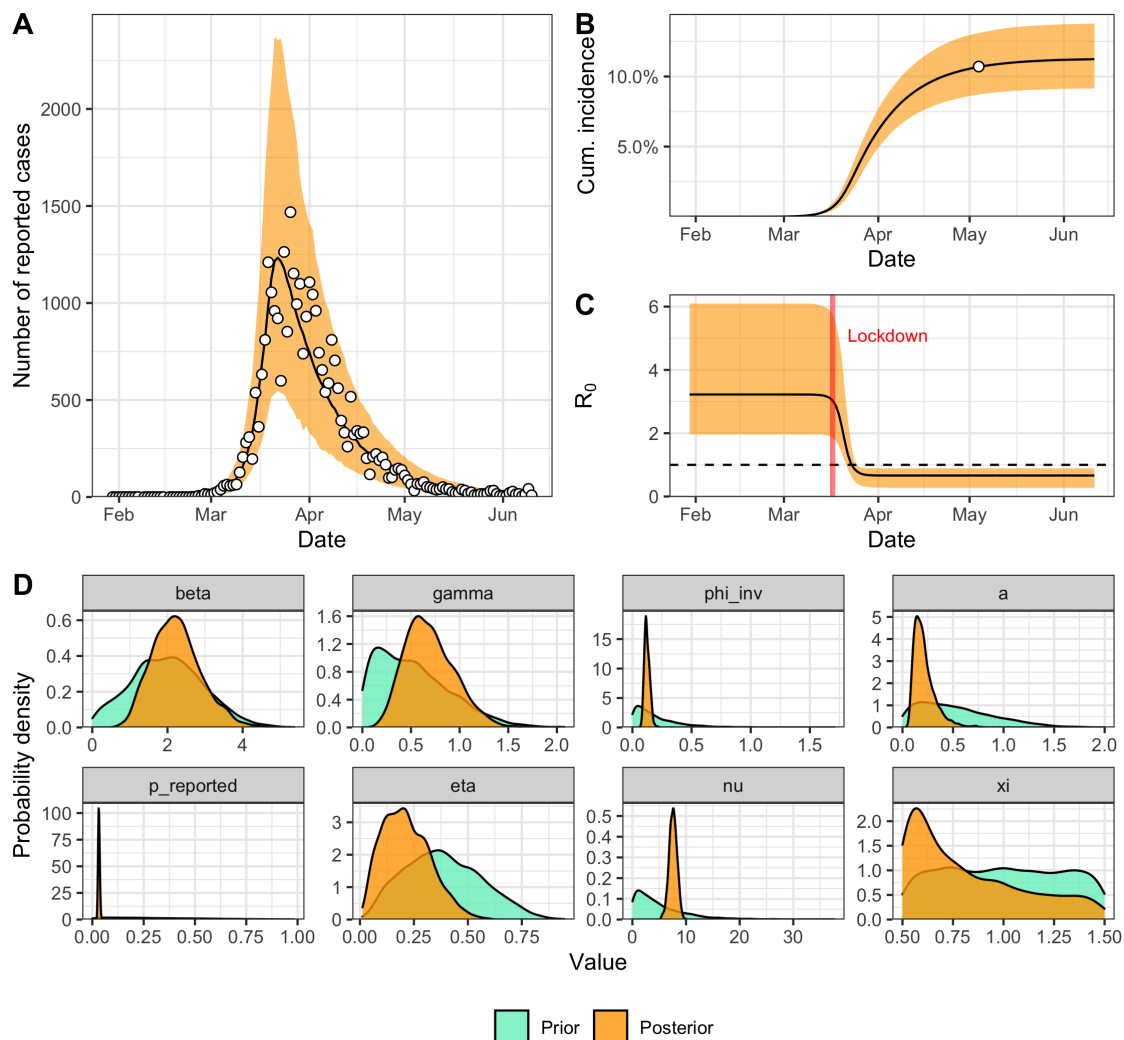 A
Number of reported cases
2000
1500
1000
500
0
Feb Mar Apr May Jun
Date
B
Cum. incidence
10.0%
5.0%
Feb Mar Apr May Jun
Date
C
R0
6
4
2
0
Lockdown
Feb Mar Apr May Jun
Date
D
Probability density
beta
0.6
0.4
0.2
0.0
0 2 4
gamma
1.6
1.2
0.8
0.4
0.0
0.0 0.5 1.0 1.5 2.0
phi_inv
15
10
5
0
0.0 0.5 1.0 1.5
a
5
4
3
2
1
0
0.0 0.5 1.0 1.5 2.0
p_reported
100
75
50
25
0
0.00 0.25 0.50 0.75 1.00
eta
3
2
1
0
0.00 0.25 0.50 0.75
nu
0.5
0.4
0.3
0.2
0.1
0.0
0 10 20 30
xi
2.0
1.5
1.0
0.5
0.0
0.50 0.75 1.00 1.25 1.50
Value
Prior Posterior